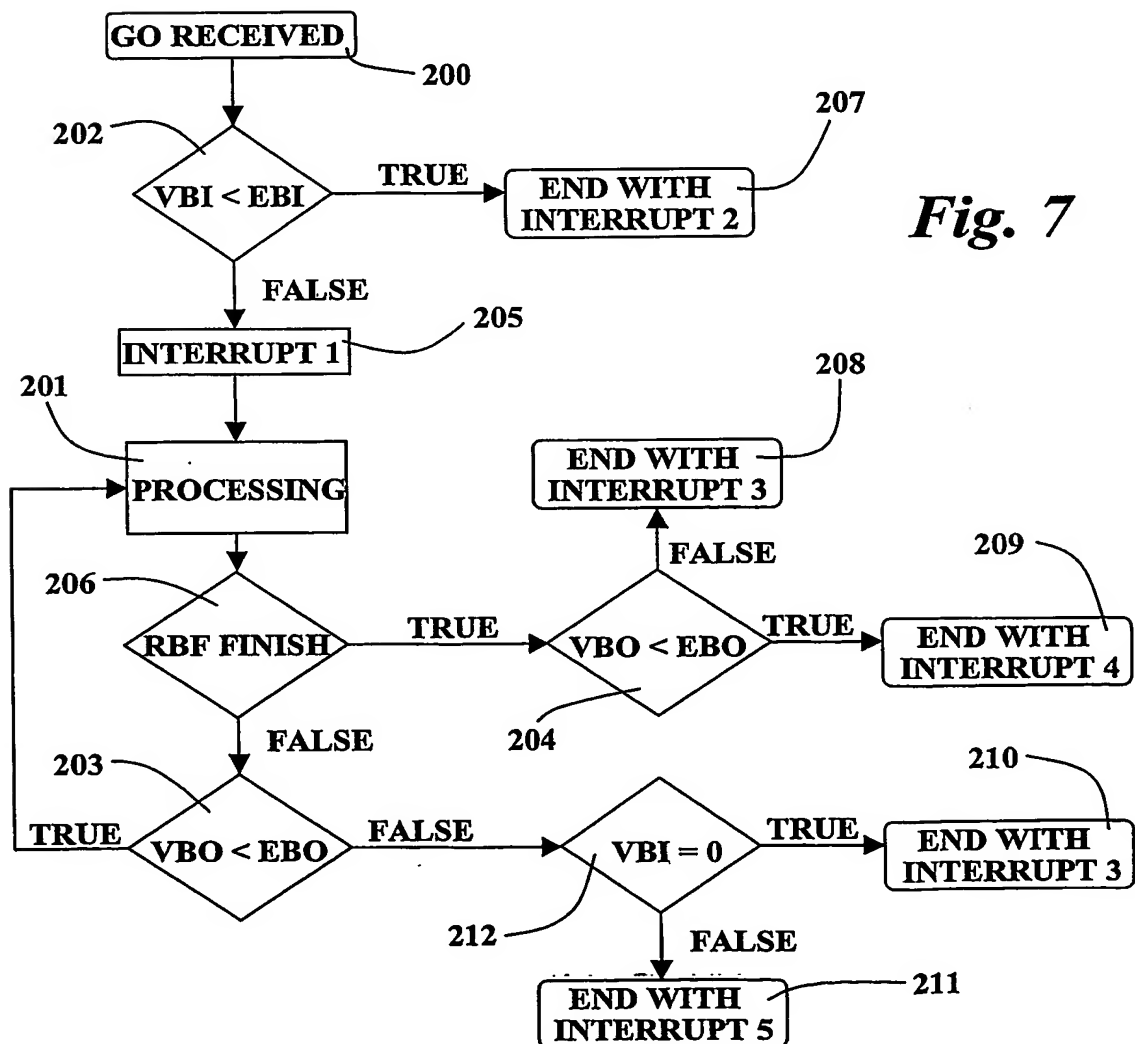 GO RECEIVED
200
202
VBI < EBI
TRUE
207
END WITH
INTERRUPT 2
Fig. 7
FALSE
205
INTERRUPT 1
201
PROCESSING
208
END WITH
INTERRUPT 3
FALSE
206
RBF FINISH
TRUE
VBO < EBO
204
TRUE
209
END WITH
INTERRUPT 4
FALSE
203
TRUE
VBO < EBO
FALSE
VBI = 0
212
TRUE
210
END WITH
INTERRUPT 3
FALSE
211
END WITH
INTERRUPT 5